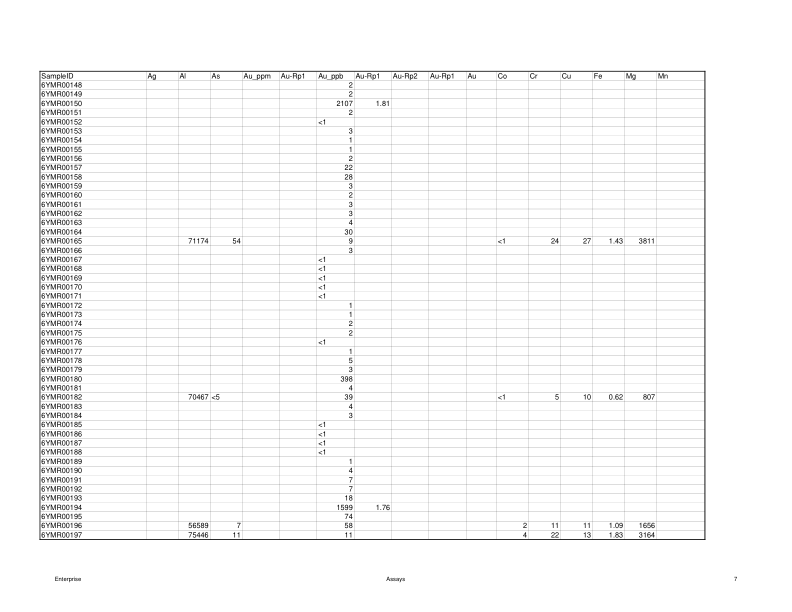 SampleID Ag Al As Au_ppm Au-Rp1 Au_ppb Au-Rp1 Au-Rp2 Au-Rp1 Au Co Cr Cu Fe Mg Mn
6YMR00148 2
6YMR00149 2
6YMR00150 2107 1.81
6YMR00151 2
6YMR00152 <1
6YMR00153 3
6YMR00154 1
6YMR00155 1
6YMR00156 2
6YMR00157 22
6YMR00158 28
6YMR00159 3
6YMR00160 2
6YMR00161 3
6YMR00162 3
6YMR00163 4
6YMR00164 30
6YMR00165 71174 54 9 <1 24 27 1.43 3811
6YMR00166 3
6YMR00167 <1
6YMR00168 <1
6YMR00169 <1
6YMR00170 <1
6YMR00171 <1
6YMR00172 1
6YMR00173 1
6YMR00174 2
6YMR00175 2
6YMR00176 <1
6YMR00177 1
6YMR00178 5
6YMR00179 3
6YMR00180 398
6YMR00181 4
6YMR00182 70467 <5 39 <1 5 10 0.62 807
6YMR00183 4
6YMR00184 3
6YMR00185 <1
6YMR00186 <1
6YMR00187 <1
6YMR00188 <1
6YMR00189 1
6YMR00190 4
6YMR00191 7
6YMR00192 7
6YMR00193 18
6YMR00194 1599 1.76
6YMR00195 74
6YMR00196 56589 7 58 2 11 11 1.09 1656
6YMR00197 75446 11 11 4 22 13 1.83 3164
Enterprise Assays 7